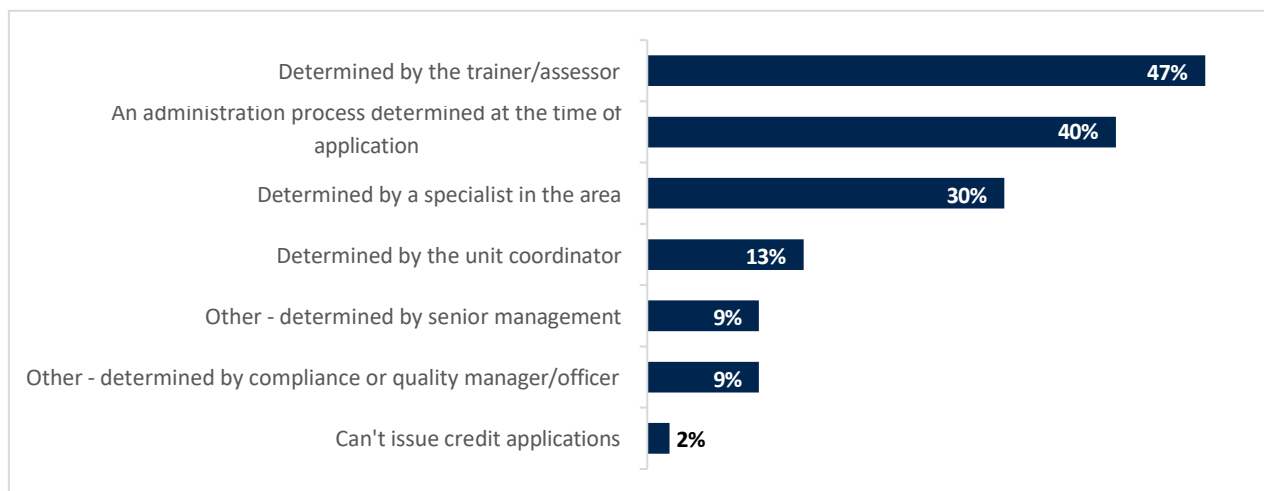 Determined by the trainer/assessor
47%
An administration process determined at the time of
application
40%
Determined by a specialist in the area
30%
Determined by the unit coordinator
13%
Other - determined by senior management
9%
Other - determined by compliance or quality manager/officer
9%
Can't issue credit applications
2%